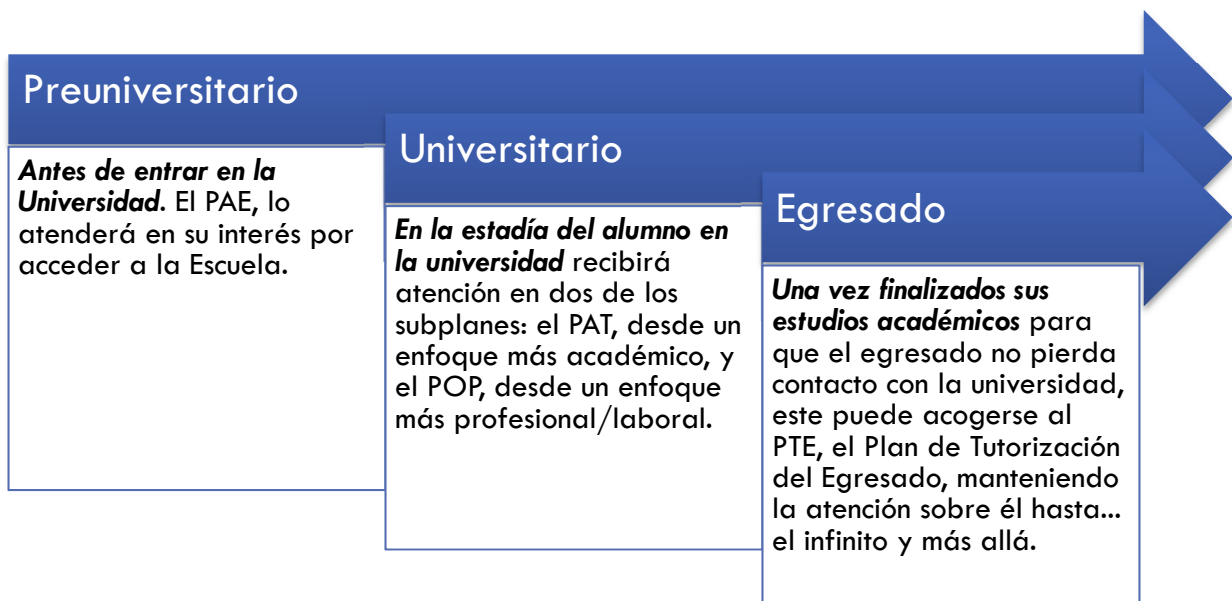 Preuniversitario
Antes de entrar en la
Universidad. El PAE, lo
atenderá en su interés por
acceder a la Escuela.
Universitario
En la estadía del alumno en
la universidad recibirá
atención en dos de los
subplanes: el PAT, desde un
enfoque más académico, y
el POP, desde un enfoque
más profesional/laboral.
Egresado
Una vez finalizados sus
estudios académicos para
que el egresado no pierda
contacto con la universidad,
este puede acogerse al
PTE, el Plan de Tutorización
del Egresado, manteniendo
la atención sobre él hasta...
el infinito y más allá.